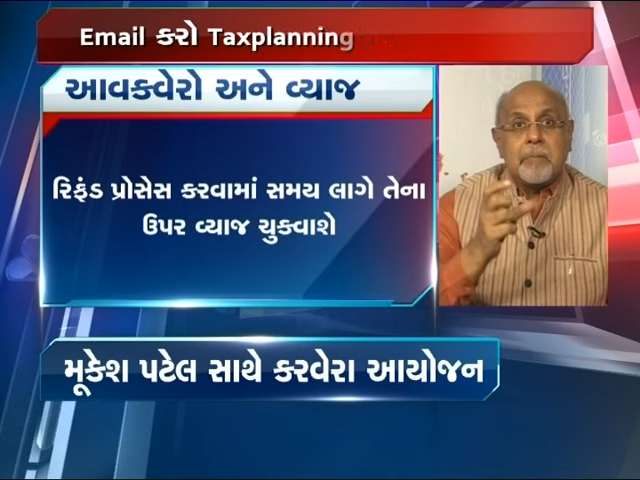 Email કરો Taxplanning
આવકવેરો અને વ્યાજ
રિફંડ પ્રોસેસ કરવામાં સમય લાગે તેના
ઉપર વ્યાજ ચુકવાશે
મૂકેશ પટેલ સાથે કરવેરા આયોજન